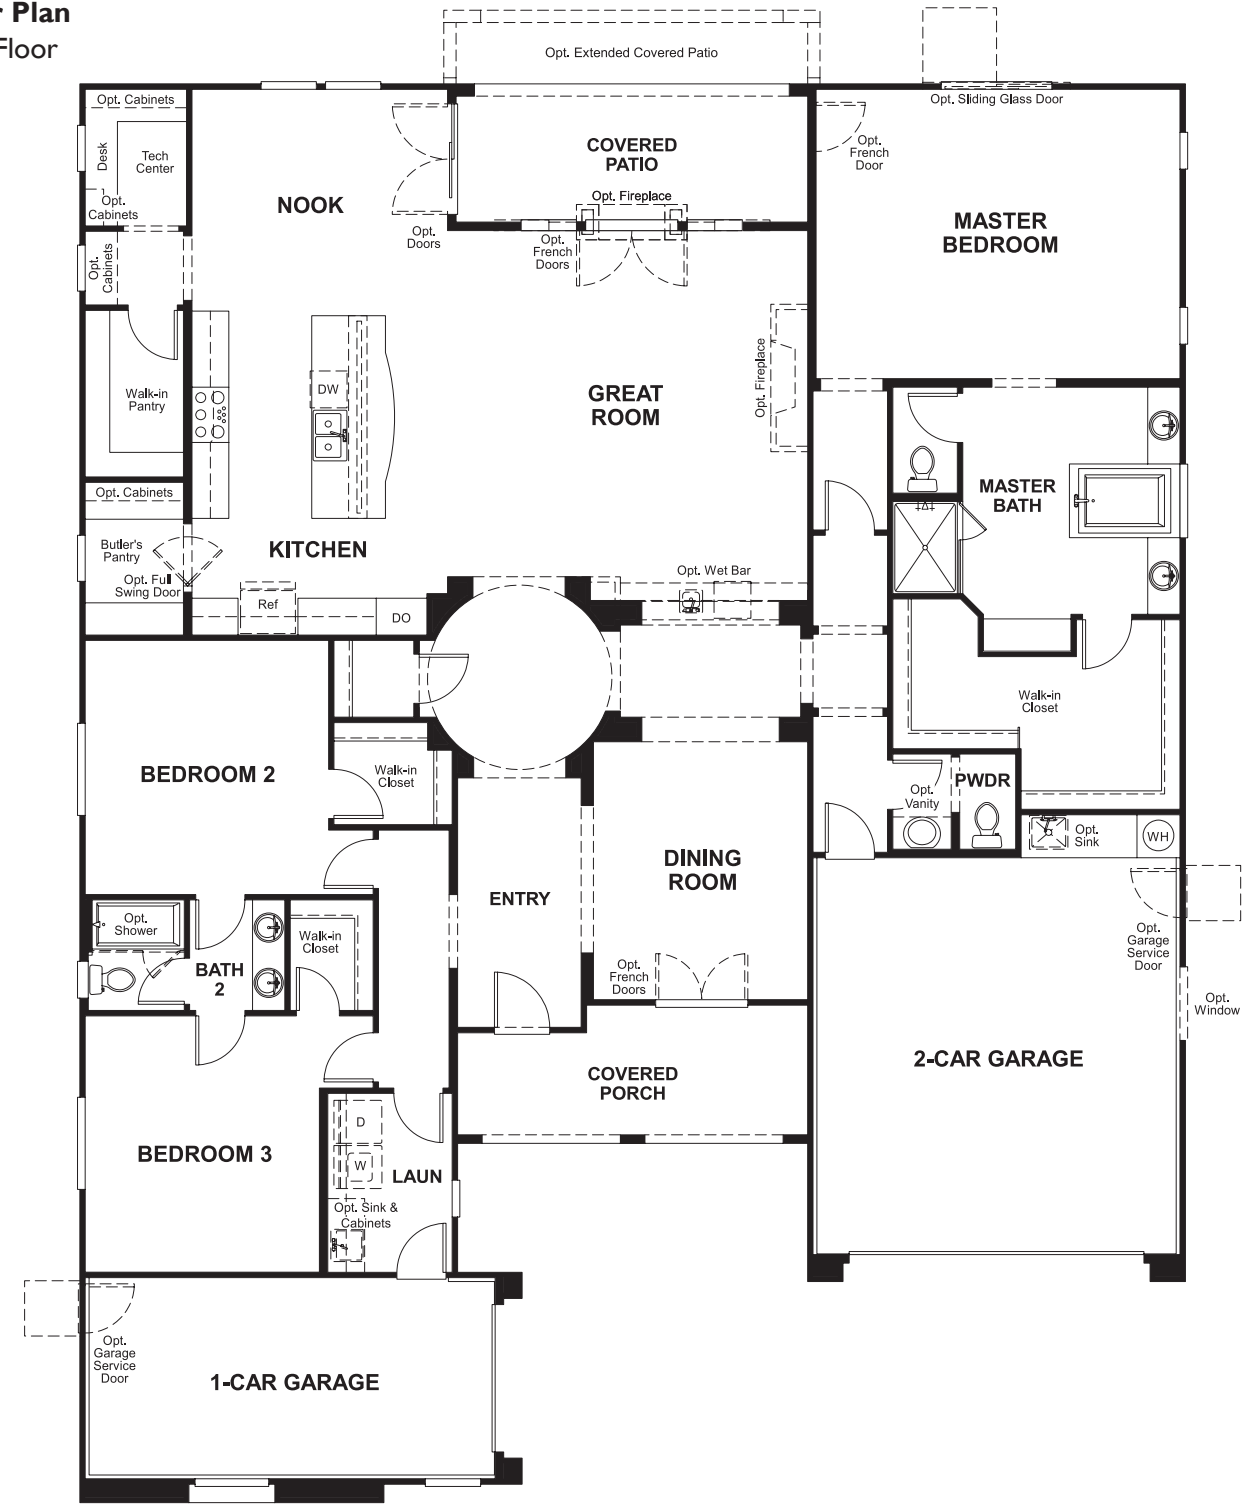 r Plan
Floor
Opt. Extended Covered Patio
Opt. Cabinets
Desk
Tech
Center
Opt.
Cabinets
Opt.
Cabinets
NOOK
Opt.
Doors
COVERED
PATIO
Opt. Fireplace
Opt.
French
Doors
Opt. Sliding Glass Door
Opt.
French
Door
MASTER
BEDROOM
Walk-in
Pantry
DW
GREAT
ROOM
Opt. Fireplace
MASTER
BATH
Opt. Cabinets
Butler's
Pantry
Opt. Full
Swing Door
KITCHEN
Ref
DO
Opt. Wet Bar
Walk-in
Closet
BEDROOM 2
Walk-in
Closet
Opt.
Vanity
PWDR
Opt.
Sink
WH
DINING
ROOM
ENTRY
Opt.
Shower
BATH
2
Walk-in
Closet
Opt.
French
Doors
Opt.
Garage
Service
Door
Opt.
Window
2-CAR GARAGE
COVERED
PORCH
BEDROOM 3
D
W
LAUN
Opt. Sink &
Cabinets
Opt.
Garage
Service
Door
1-CAR GARAGE